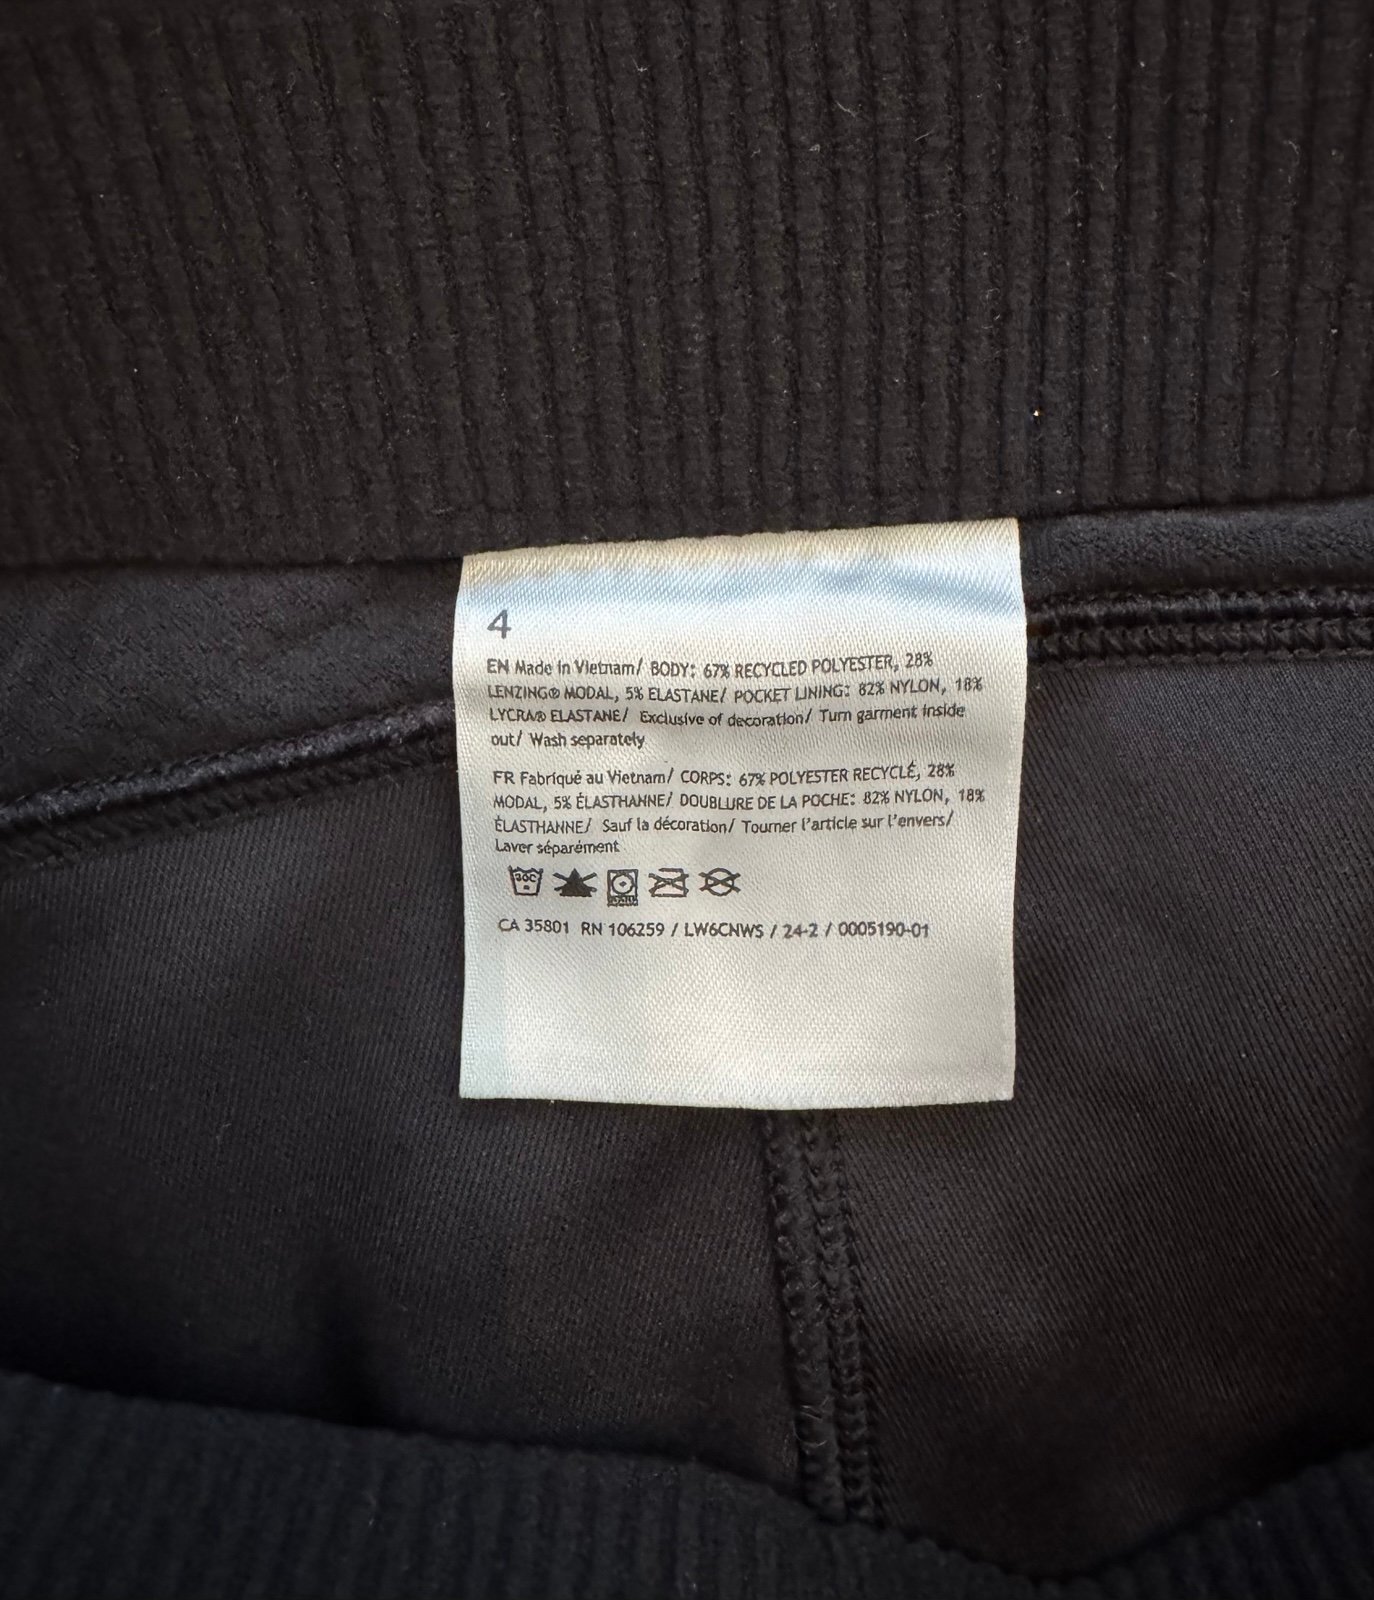 4
EN Made in Vietnam/ BODY: 67% RECYCLED POLYESTER, 28%
LENZING® MODAL, 5% ELASTANE/ POCKET LINING: 82% NYLON, 18%
LYCRA® ELASTANE/ Exclusive of decoration/ Turn garment inside
out/ Wash separately
FR Fabriqué au Vietnam/ CORPS: 67% POLYESTER RECYCLÉ, 28%
MODAL, 5% ÉLASTHANNE/ DOUBLURE DE LA POCHE: 82% NYLON, 18%
ÉLASTHANNE/ Sauf la décoration/ Tourner l'article sur l'envers/
Laver séparément
30C
CA 35801 RN 106259 / LW6CNWS / 24-2 / 0005190-01